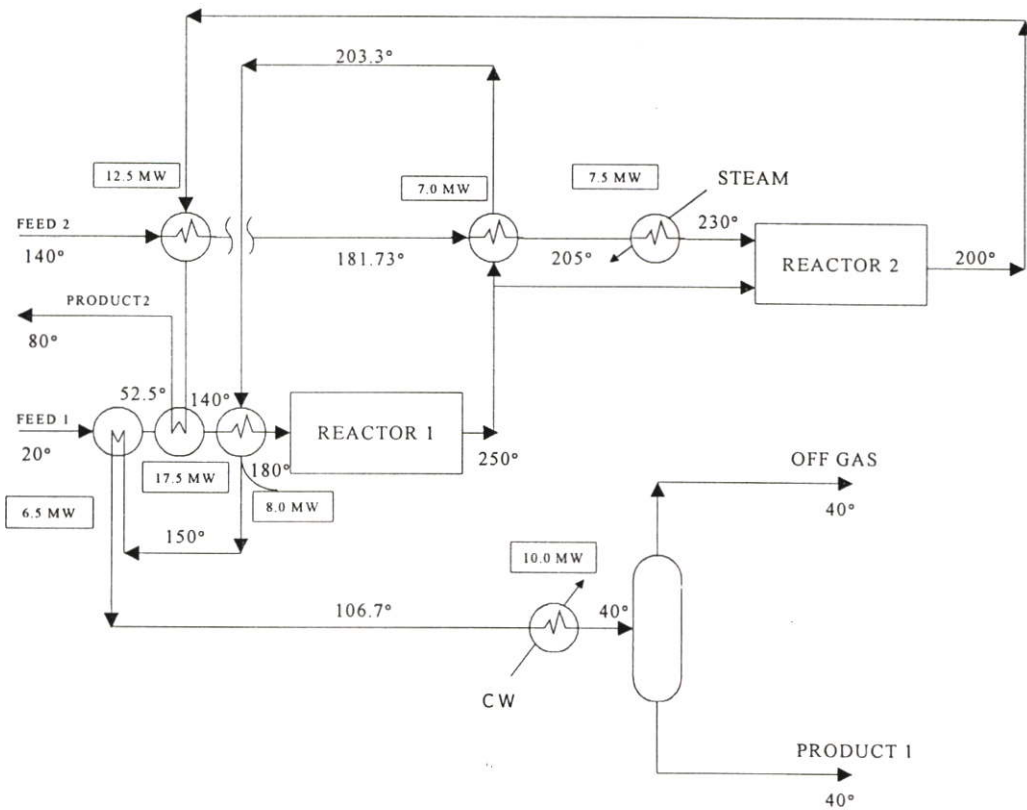 203.3°
12.5 MW
7.0 MW
7.5 MW
STEAM
FEED 2
140°
181.73°
205°
230°
REACTOR 2
200°
PRODUCT2
80°
52.5°
140°
FEED 1
20°
REACTOR 1
250°
17.5 MW
180°
8.0 MW
6.5 MW
150°
OFF GAS
40°
10.0 MW
106.7°
40°
CW
PRODUCT 1
40°